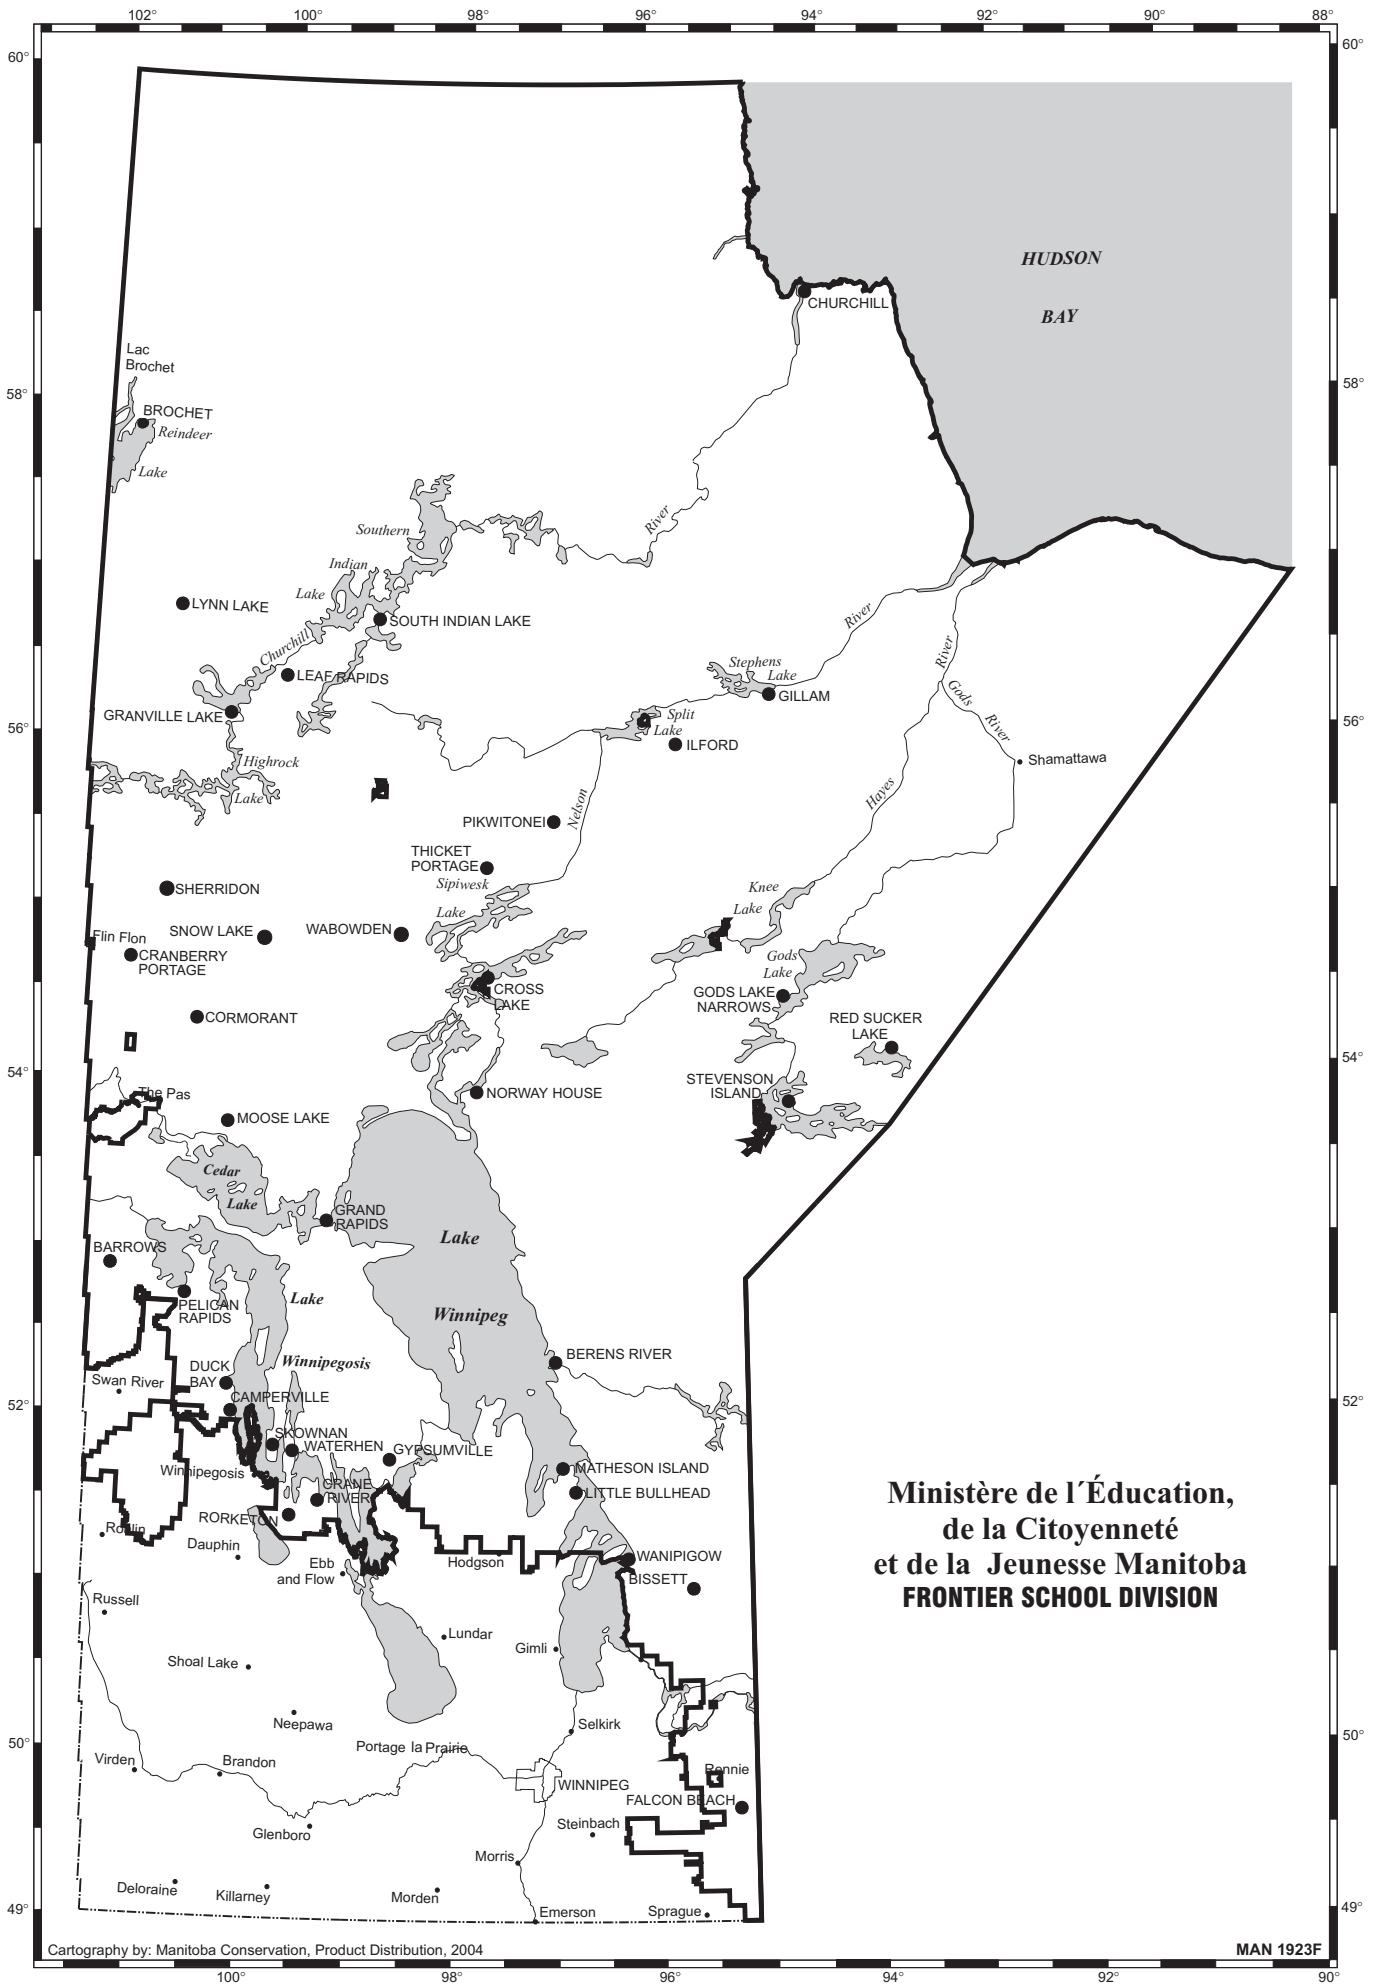 102° 100° 98° 96° 94° 92° 90° 88°
60° 60°
HUDSON
BAY
CHURCHILL
Lac
Brochet
58° 58°
BROCHET
Reindeer
Lake
Southern
River
Indian
Lake
LYNN LAKE
SOUTH INDIAN LAKE
River
Churchill
River
Stephens
Lake
LEAF RAPIDS
GILLAM
Gods
GRANVILLE LAKE
Split
Lake
River
56° 56°
ILFORD
Shamattawa
Highrock
Lake
Hayes
Nelson
PIKWITONEI
THICKET
PORTAGE
Sipiwesk
Lake
Knee
Lake
SHERRIDON
SNOW LAKE
WABOWDEN
Flin Flon
CRANBERRY
PORTAGE
Gods
Lake
CROSS
LAKE
GODS LAKE
NARROWS
CORMORANT
RED SUCKER
LAKE
54° 54°
STEVENSON
ISLAND
The Pas
NORWAY HOUSE
MOOSE LAKE
Cedar
Lake
GRAND
RAPIDS
Lake
BARROWS
PELICAN
RAPIDS
Lake
Winnipeg
DUCK
BAY
Winnipegosis
BERENS RIVER
Swan River
CAMPERVILLE
52° 52°
SKOWNAN
WATERHEN
GYPSUMVILLE
Winnipegosis
MATHESON ISLAND
CRANE
RIVER
LITTLE BULLHEAD
RORKETON
Roblin
Dauphin
Ebb
and Flow
Hodgson
WANIPIGOW
BISSETT
Ministère de l´Éducation,
de la Citoyenneté
et de la Jeunesse Manitoba
FRONTIER SCHOOL DIVISION
Russell
Lundar
Gimli
Shoal Lake
Neepawa
Selkirk
50° 50°
Portage la Prairie
Virden
Brandon
Rennie
WINNIPEG
FALCON BEACH
Steinbach
Glenboro
Morris
Deloraine
Killarney
Morden
Emerson
Sprague
49° 49°
Cartography by: Manitoba Conservation, Product Distribution, 2004
MAN 1923F
100° 98° 96° 94° 92° 90°